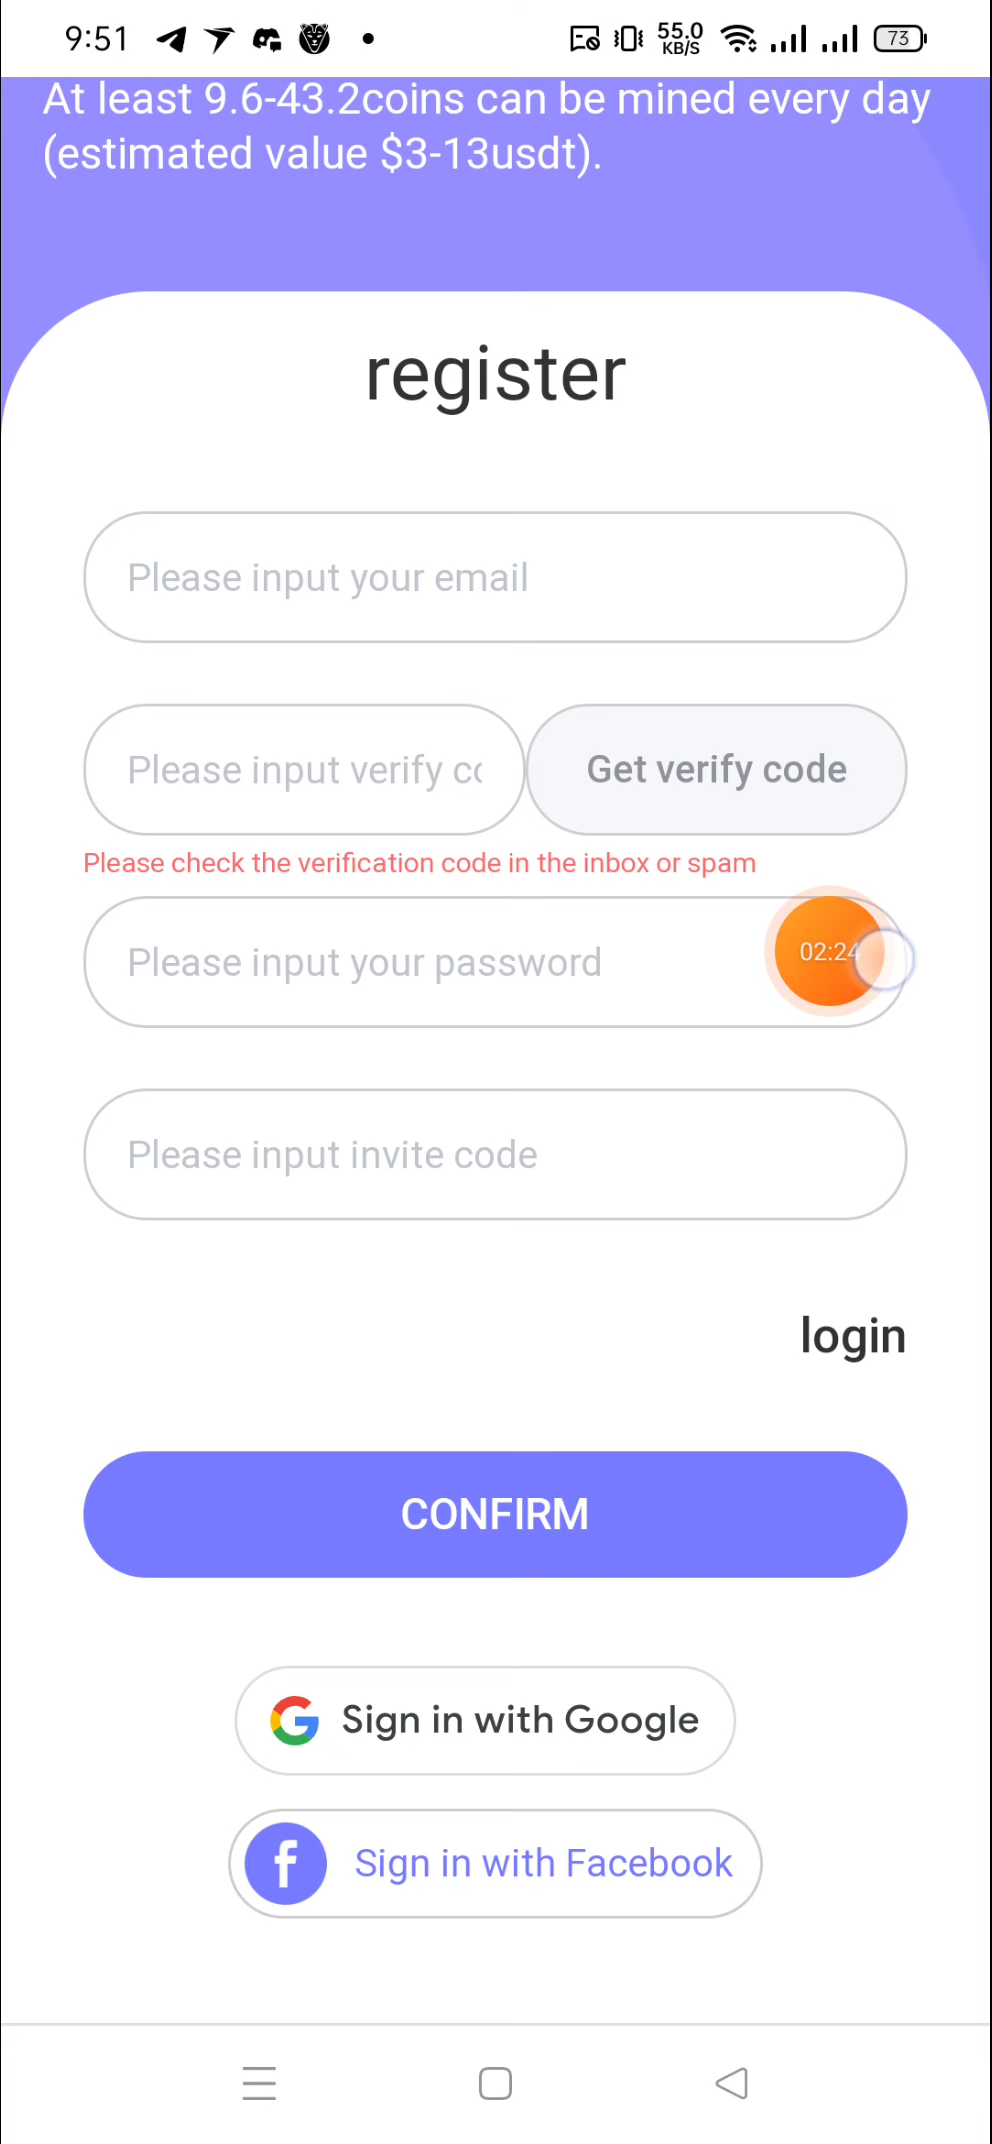 9:51
55.0
KB/S
73
At least 9.6-43.2coins can be mined every day
(estimated value $3-13usdt).
register
Please input your email
Please input verify co
Get verify code
Please check the verification code in the inbox or spam
Please input your password
02:24
Please input invite code
login
CONFIRM
Sign in with Google
Sign in with Facebook